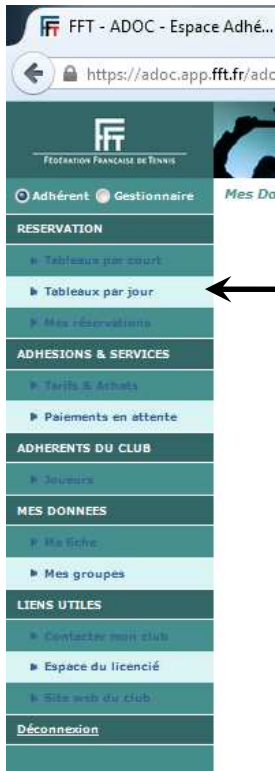 FFT - ADOC - Espace Adhé...
https://adoc.app.fft.fr/ado
FFT
FÉDÉRATION FRANÇAISE DE TENNIS
Adhérent Gestionnaire
Mes Do
RESERVATION
Tableaux par court
Tableaux par jour
Mes réservations
ADHESIONS & SERVICES
Tarifs & Achats
Paiements en attente
ADHERENTS DU CLUB
Joueurs
MES DONNEES
Ma fiche
Mes groupes
LIENS UTILES
Contacter mon club
Espace du licencié
Site web du club
Déconnexion